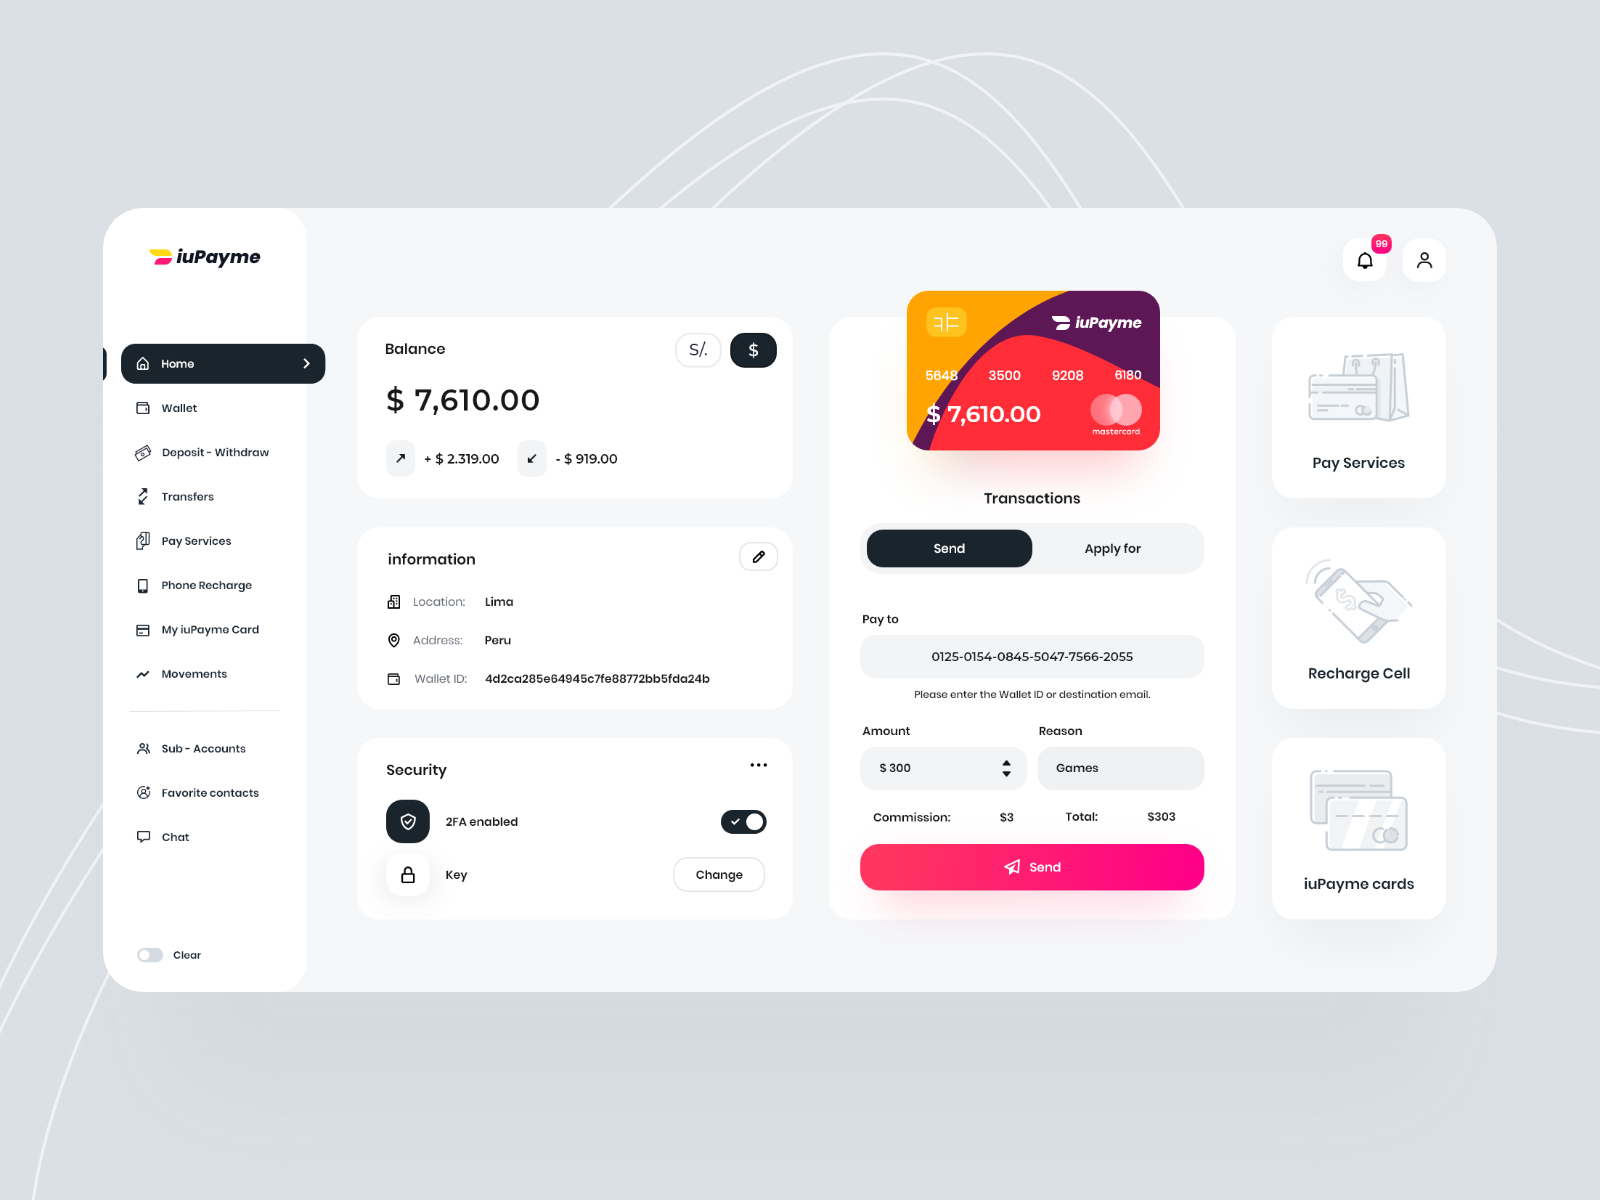 iuPayme
Home
Wallet
Deposit - Withdraw
Transfers
Pay Services
Phone Recharge
My iuPayme Card
Movements
Sub - Accounts
Favorite contacts
Chat
Clear
99
Balance
S/. $
$ 7,610.00
+ $ 2.319.00 - $ 919.00
information
Location: Lima
Address: Peru
Wallet ID: 4d2ca285e64945c7fe88772bb5fda24b
Security
2FA enabled
Key Change
iuPayme
5648 3500 9208 6180
$ 7,610.00
mastercard.
Transactions
Send Apply for
Pay to
0125-0154-0845-5047-7566-2055
Please enter the Wallet ID or destination email.
Amount Reason
$ 300 Games
Commission: $3 Total: $303
Send
Pay Services
Recharge Cell
iuPayme cards